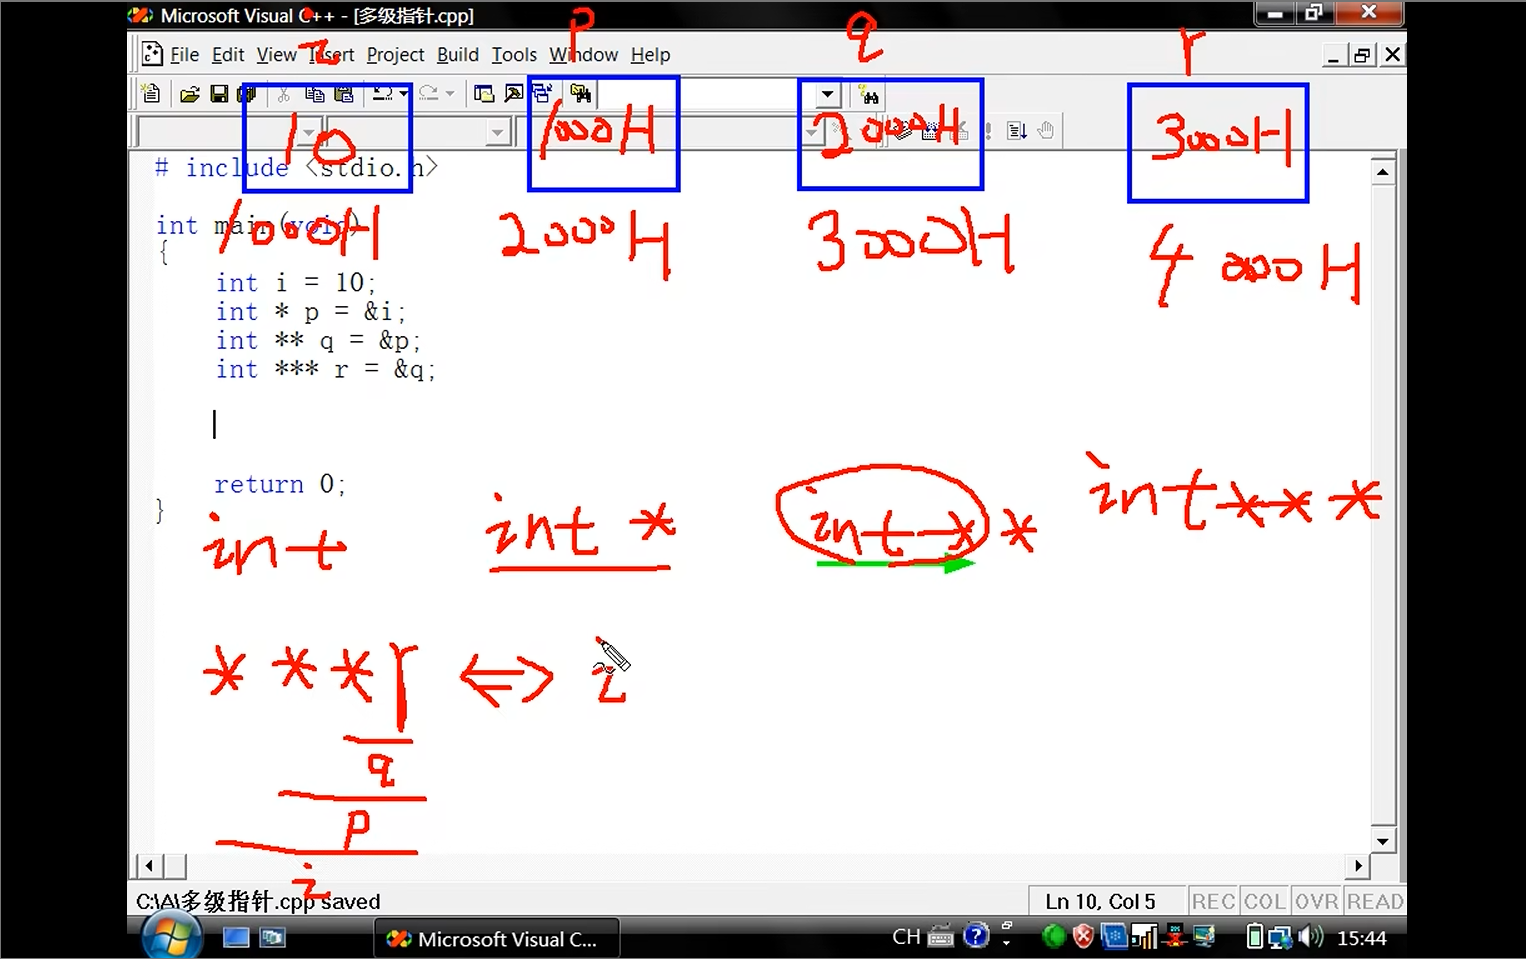 Microsoft Visual C++ - [多级指针.cpp]
i p q r
File Edit View Insert Project Build Tools Window Help
10 1000H 2000H 3000H
# include <stdio.h>
int main(void)
1000H 2000H 3000H 4000H
{
int i = 10;
int * p = &i;
int ** q = &p;
int *** r = &q;
return 0;
}
int int * int ** int***
***r <=> i
q
p
i
C:\A\多级指针.cpp saved Ln 10, Col 5 REC COL OVR READ
Microsoft Visual C... CH 15:44